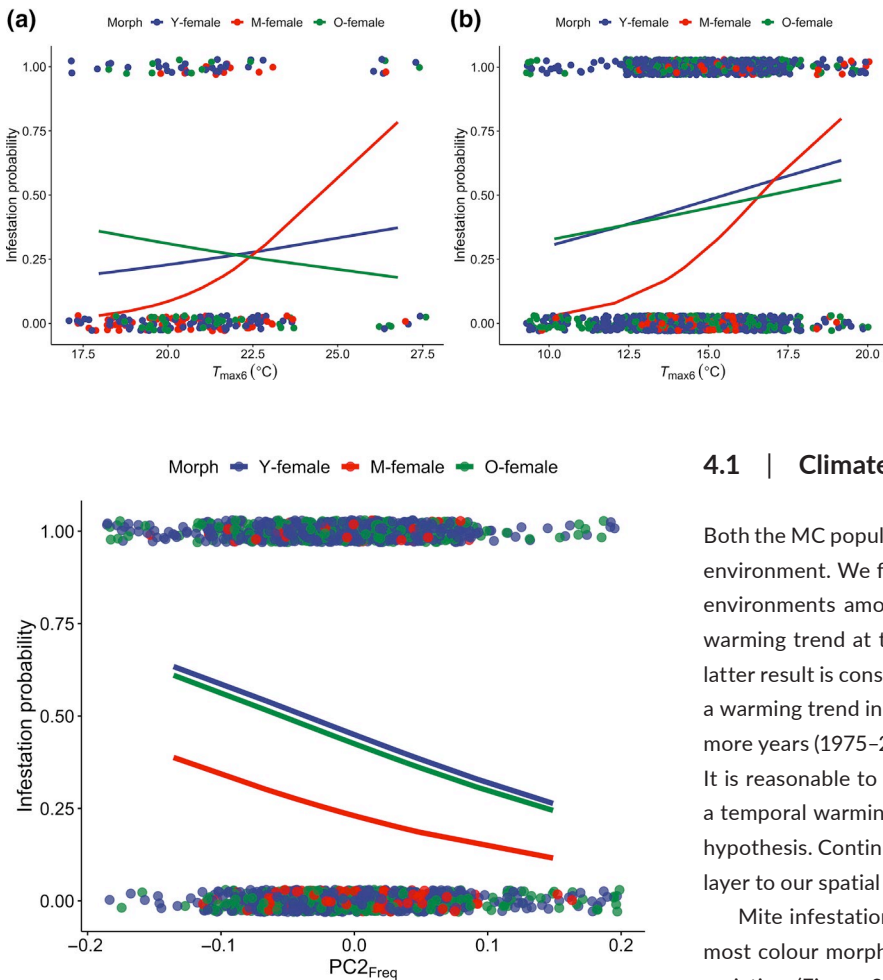 (a)
Morph Y-female M-female O-female
Infestation probability
1.00
0.75
0.50
0.25
0.00
17.5 20.0 22.5 25.0 27.5
Tmax6 (°C)
(b)
Morph Y-female M-female O-female
Infestation probability
1.00
0.75
0.50
0.25
0.00
10.0 12.5 15.0 17.5 20.0
Tmax6 (°C)
Morph Y-female M-female O-female
Infestation probability
1.00
0.75
0.50
0.25
0.00
−0.2 −0.1 0.0 0.1 0.2
PC2Freq
4.1 | Climate
Both the MC popul
environment. We f
environments amo
warming trend at t
latter result is cons
a warming trend in
more years (1975–2
It is reasonable to
a temporal warmin
hypothesis. Contin
layer to our spatial
Mite infestation
most colour morph